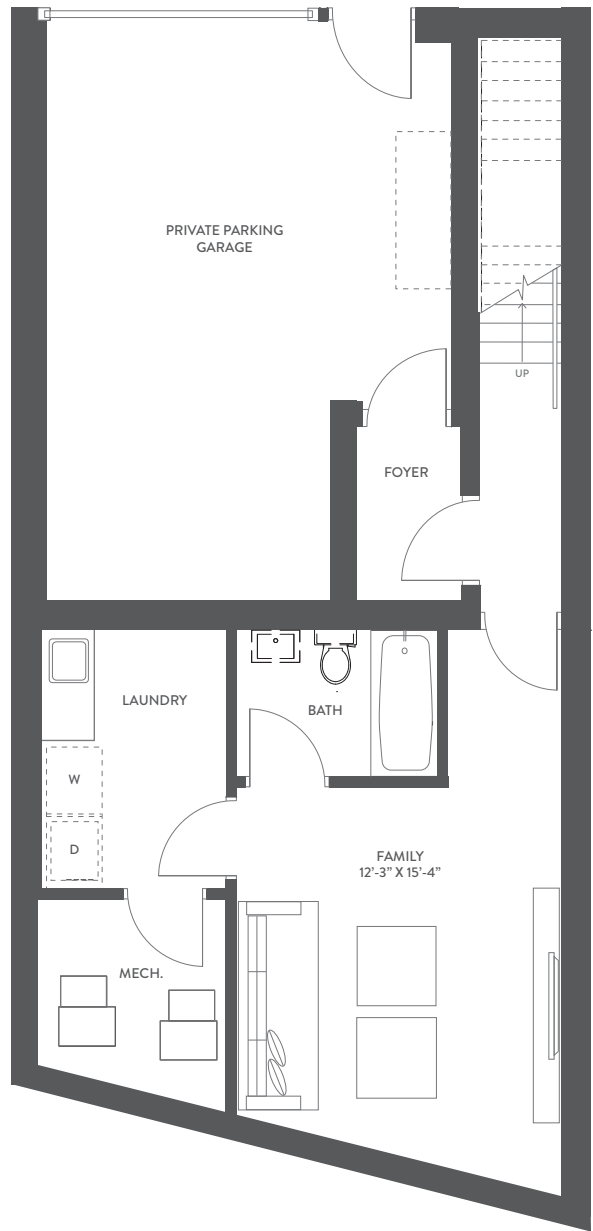 PRIVATE PARKING
GARAGE
UP
FOYER
LAUNDRY
BATH
W
D
FAMILY
12’-3” X 15’-4”
MECH.